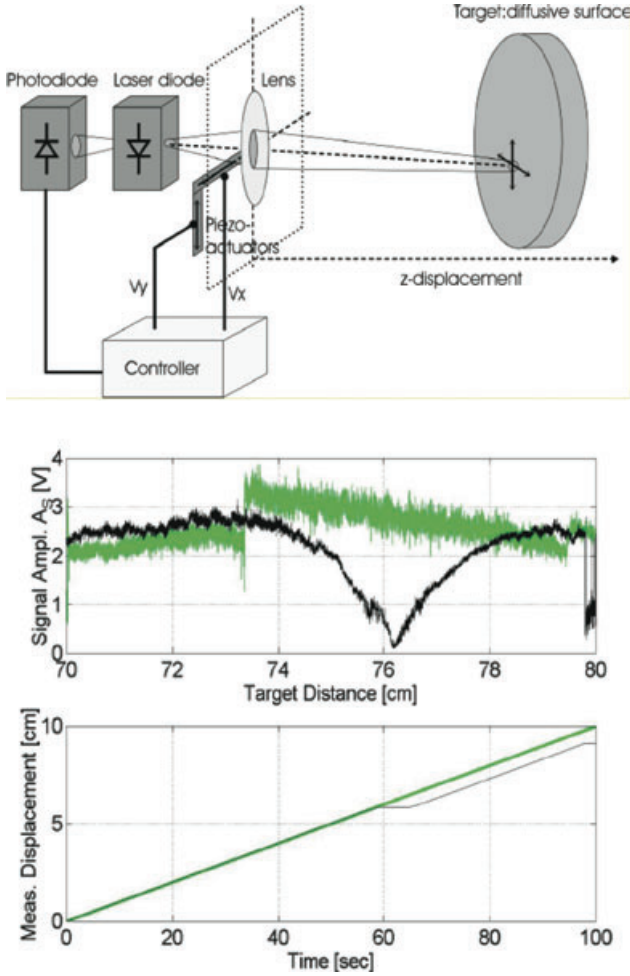 Target:diffusive surface
Photodiode Laser diode Lens
Piezo-
actuators
z-displacement
Vy Vx
Controller
Signal Ampl. AS [V]
4
3
2
1
0
70 72 74 76 78 80
Target Distance [cm]
Meas. Displacement [cm]
10
5
0
0 20 40 60 80 100
Time [sec]